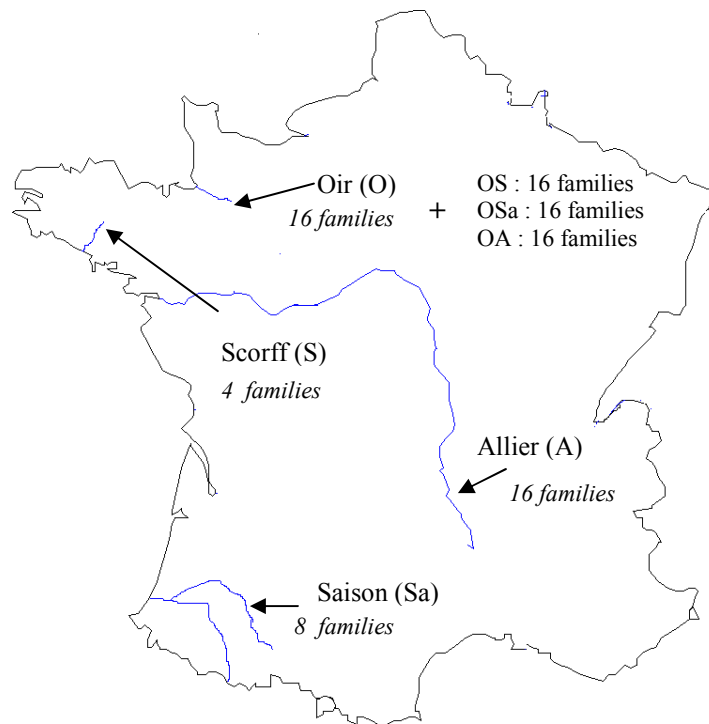 Oir (O)
16 families
+
OS : 16 families
OSa : 16 families
OA : 16 families
Scorff (S)
4 families
Allier (A)
16 families
Saison (Sa)
8 families